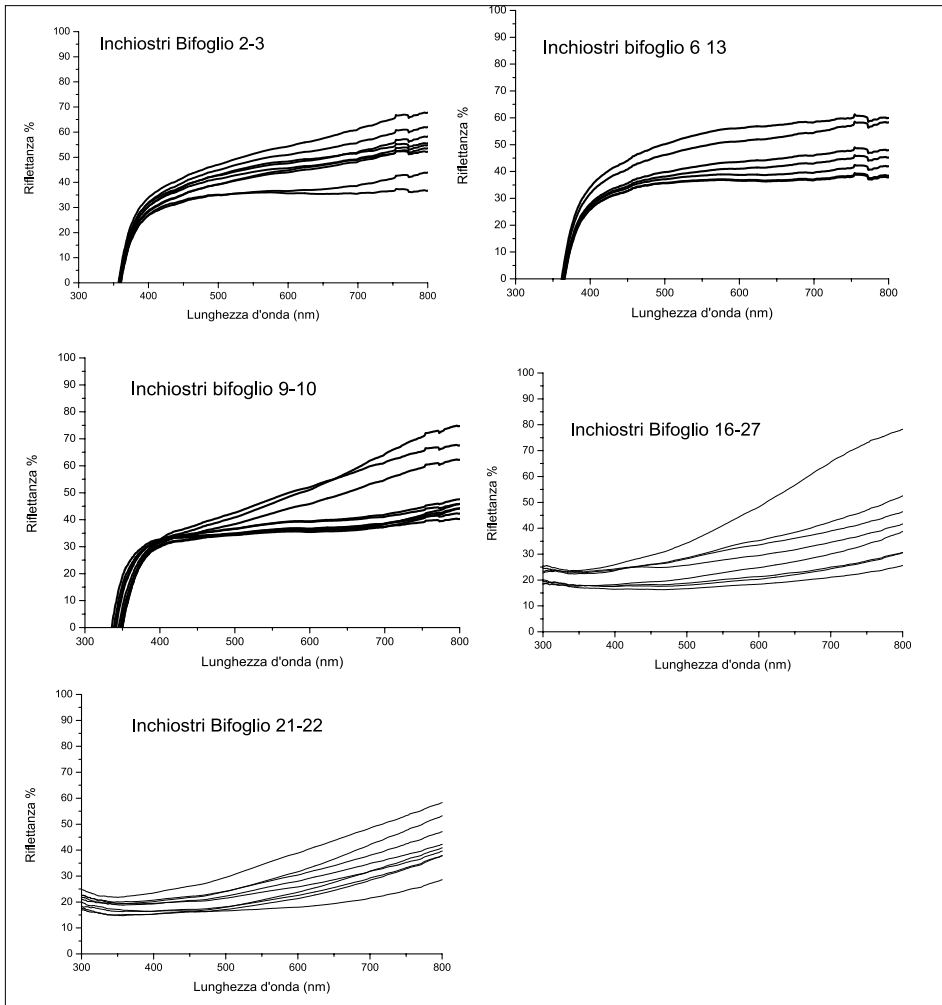 Inchiostri Bifoglio 2-3
100
90
80
70
60
50
40
30
20
10
0
Riflettanza %
300 400 500 600 700 800
Lunghezza d'onda (nm)
Inchiostri bifoglio 6 13
100
90
80
70
60
50
40
30
20
10
0
Riflettanza %
300 400 500 600 700 800
Lunghezza d'onda (nm)
Inchiostri bifoglio 9-10
100
90
80
70
60
50
40
30
20
10
0
Riflettanza %
300 400 500 600 700 800
Lunghezza d'onda (nm)
Inchiostri Bifoglio 16-27
100
90
80
70
60
50
40
30
20
10
0
Riflettanza %
300 400 500 600 700 800
Lunghezza d'onda (nm)
Inchiostri Bifoglio 21-22
100
90
80
70
60
50
40
30
20
10
0
Riflettanza %
300 400 500 600 700 800
Lunghezza d'onda (nm)